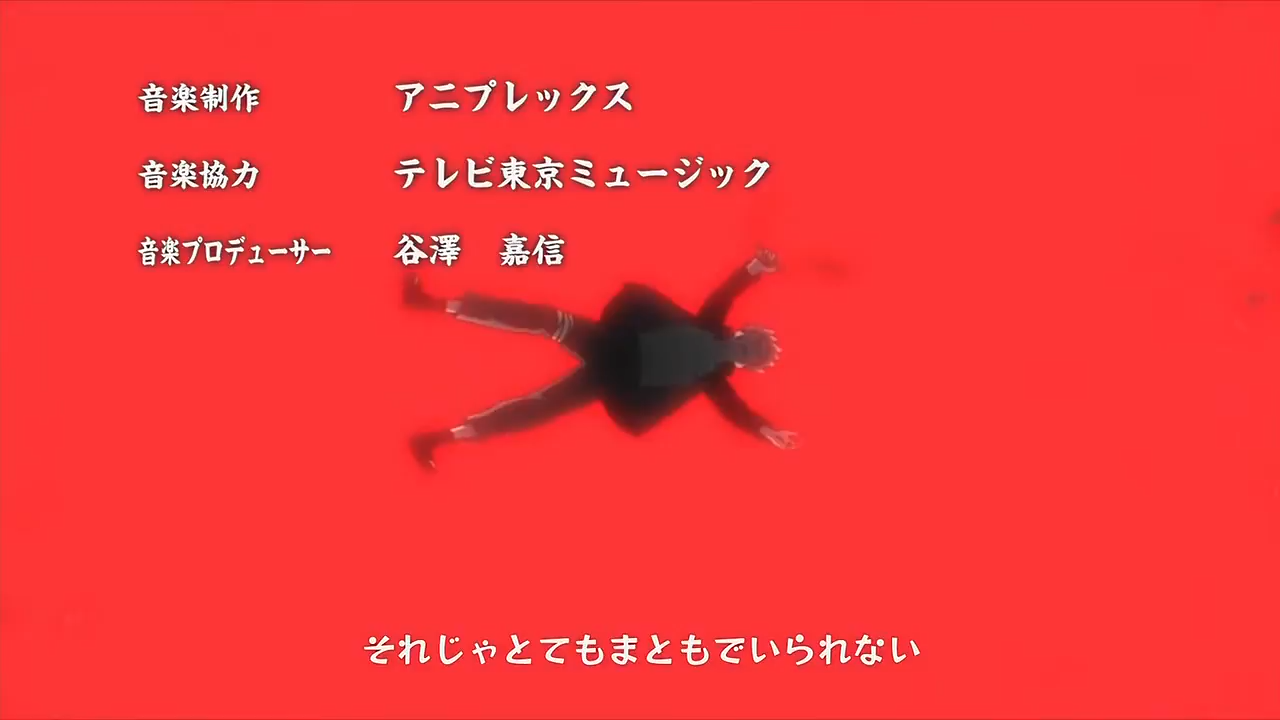 音楽制作　アニプレックス
音楽協力　テレビ東京ミュージック
音楽プロデューサー　谷澤　嘉信
それじゃとてもまともでいられない